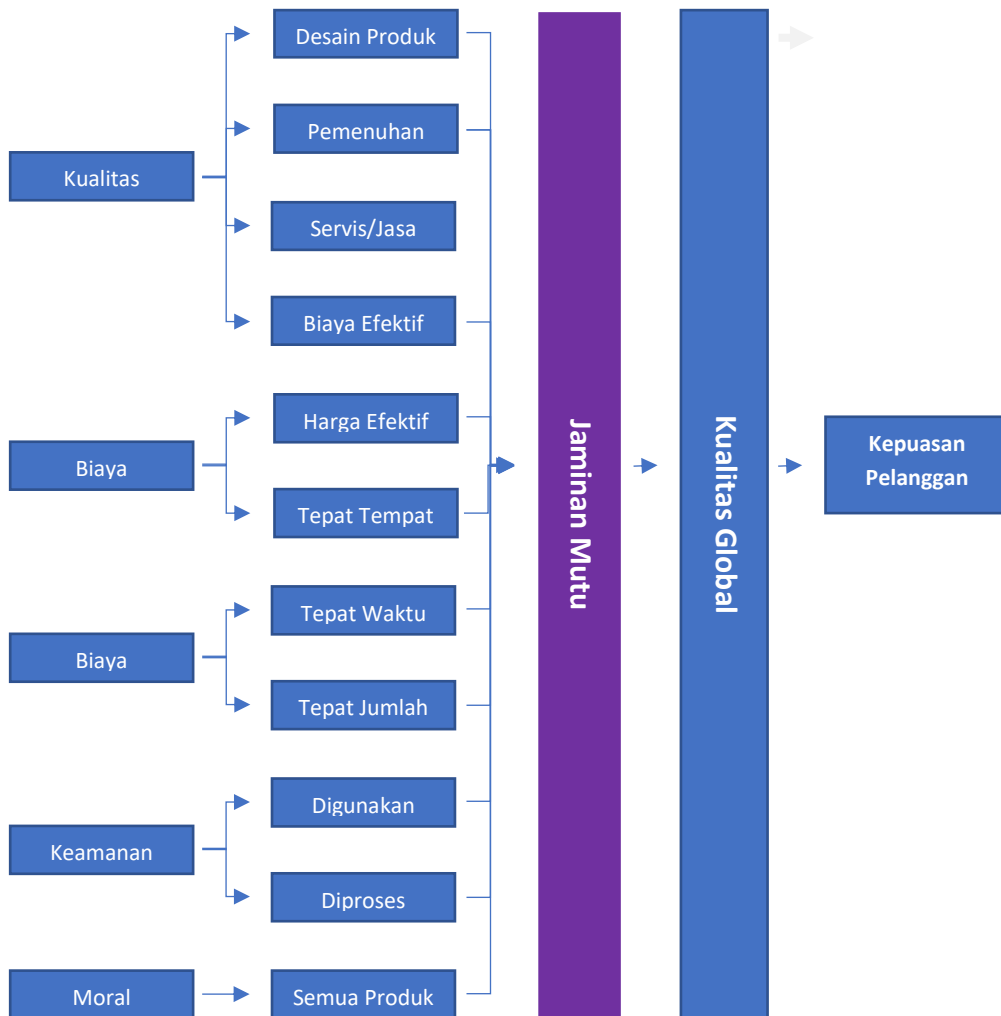 Desain Produk
Pemenuhan
Kualitas
Servis/Jasa
Biaya Efektif
Harga Efektif
Biaya
Tepat Tempat
Tepat Waktu
Biaya
Tepat Jumlah
Digunakan
Keamanan
Diproses
Moral
Semua Produk
Jaminan Mutu
Kualitas Global
Kepuasan
Pelanggan